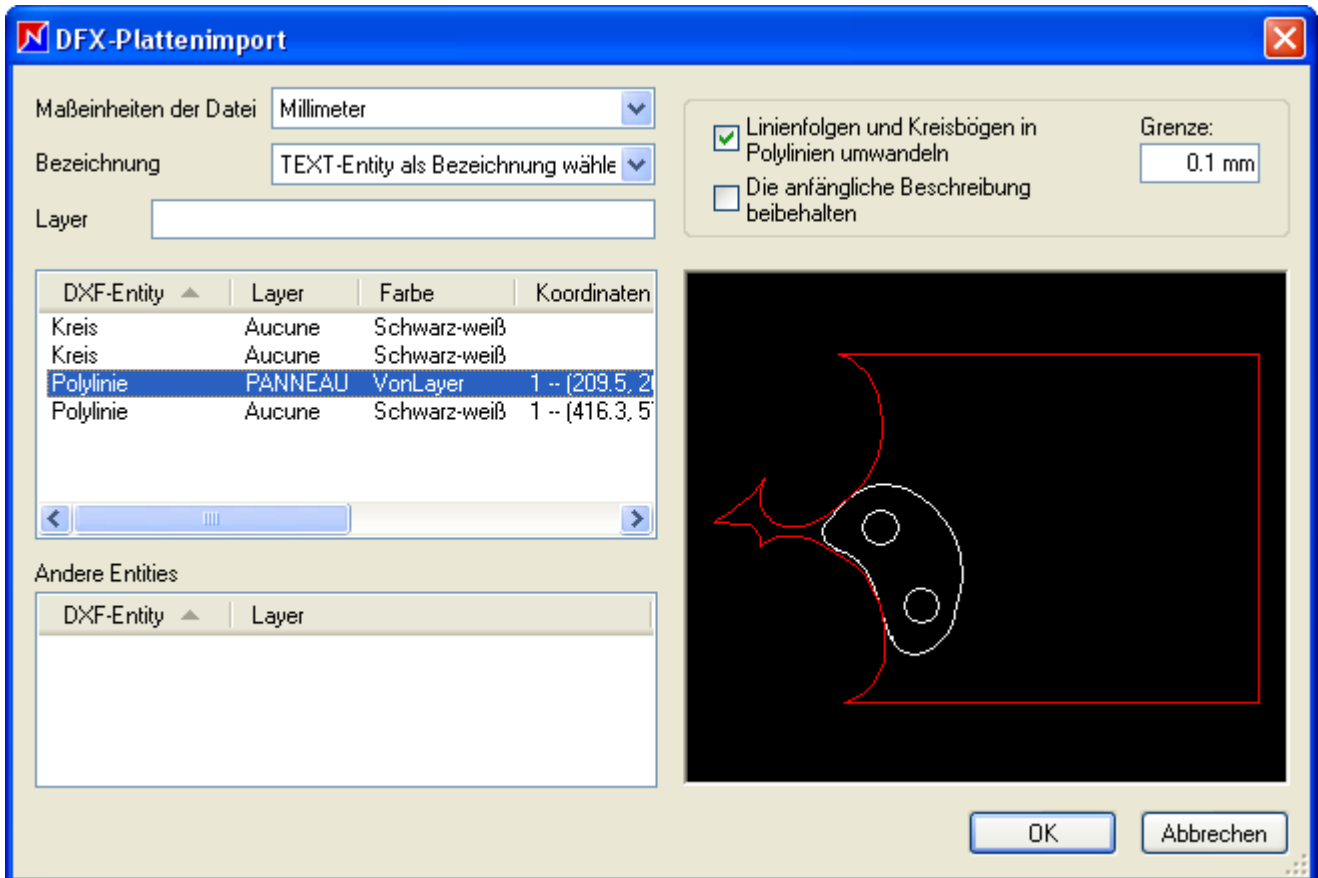 DFX-Plattenimport
Maßeinheiten der Datei Millimeter
Bezeichnung TEXT-Entity als Bezeichnung wähle
Layer
Linienfolgen und Kreisbögen in
Polylinien umwandeln
Grenze:
0.1 mm
Die anfängliche Beschreibung
beibehalten
DXF-Entity Layer Farbe Koordinaten
Kreis Aucune Schwarz-weiß
Kreis Aucune Schwarz-weiß
Polylinie PANNEAU VonLayer 1 -- (209.5, 20
Polylinie Aucune Schwarz-weiß 1 -- (416.3, 5
Andere Entities
DXF-Entity Layer
OK Abbrechen